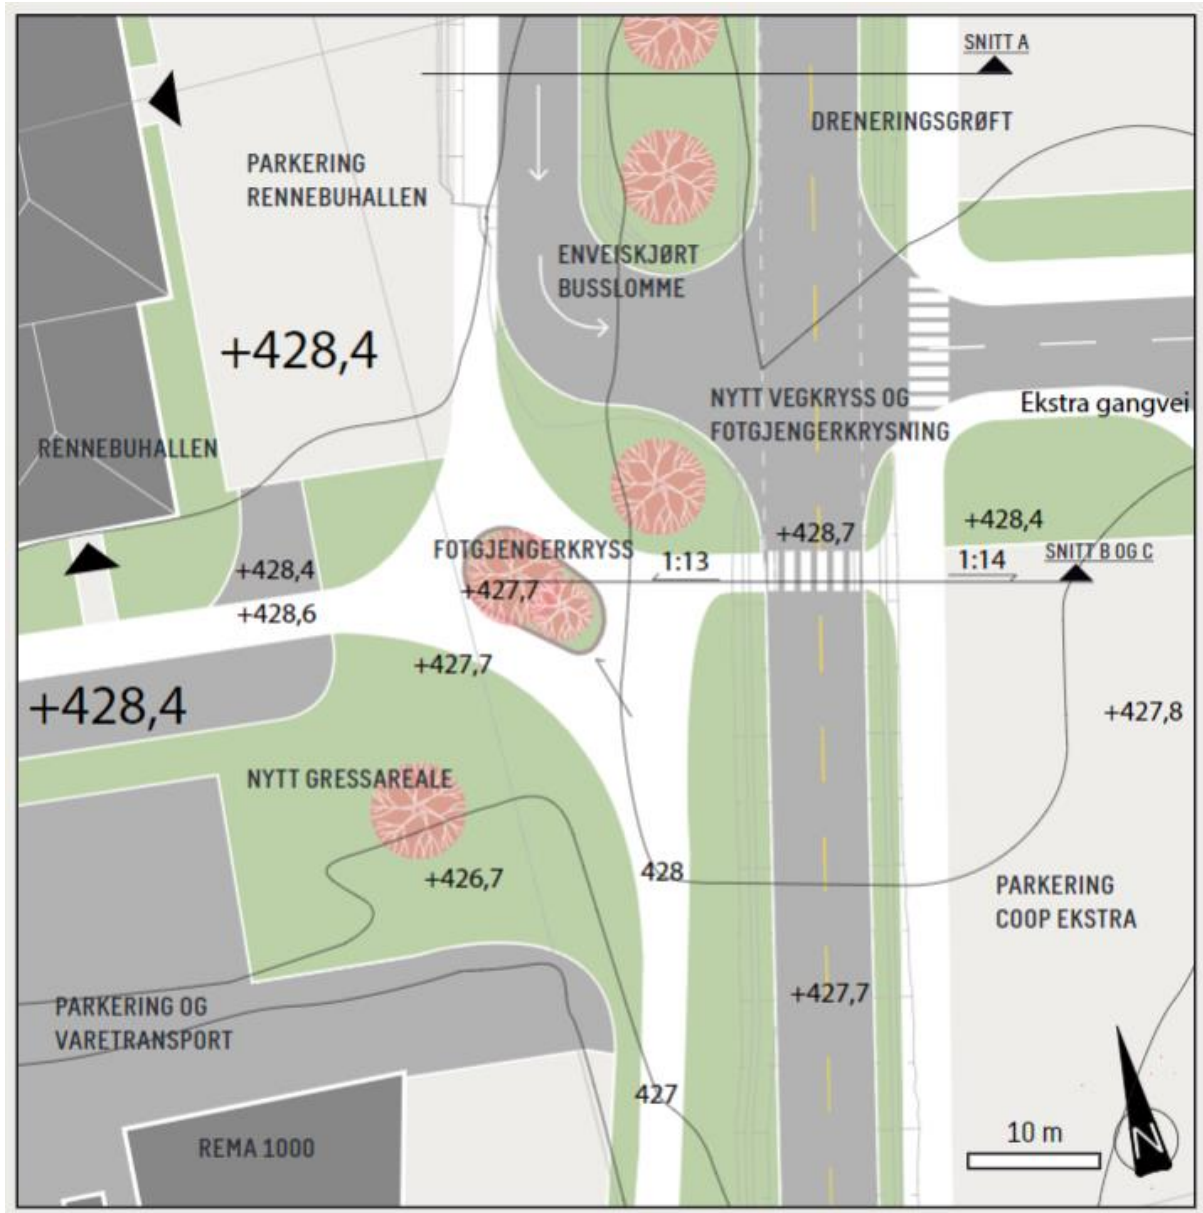 SNITT A
DRENERINGSGRØFT
PARKERING
RENNEBUHALLEN
ENVEISKJØRT
BUSSLOMME
+428,4
NYTT VEGKRYSS OG
FOTGJENGERKRYSNING
Ekstra gangvei
RENNEBUHALLEN
+428,7
+428,4
FOTGJENGERKRYSS
1:13
1:14
SNITT B OG C
+428,4
+427,7
+428,6
+427,7
+428,4
+427,8
NYTT GRESSAREALE
+426,7
428
PARKERING
COOP EKSTRA
+427,7
PARKERING OG
VARETRANSPORT
427
REMA 1000
10 m
N